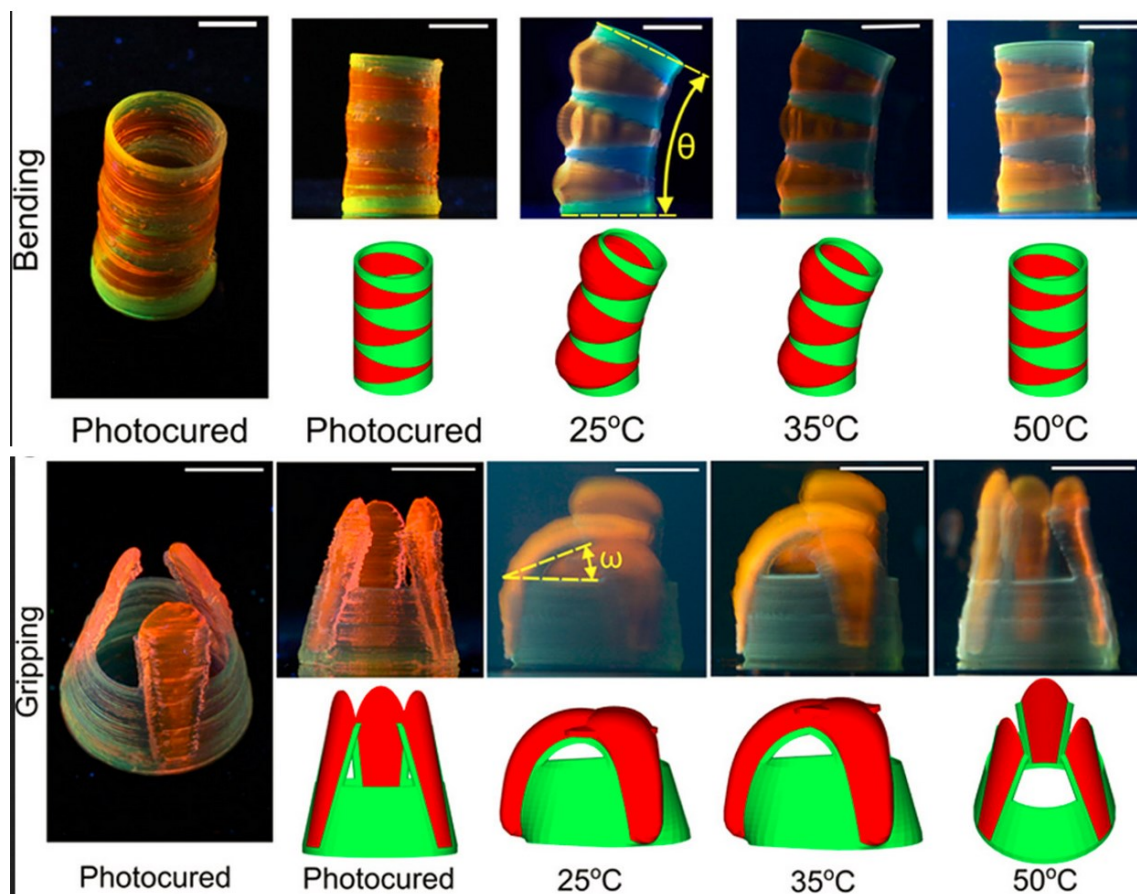 Bending
θ
Photocured
Photocured
25°C
35°C
50°C
Gripping
ω
Photocured
Photocured
25°C
35°C
50°C